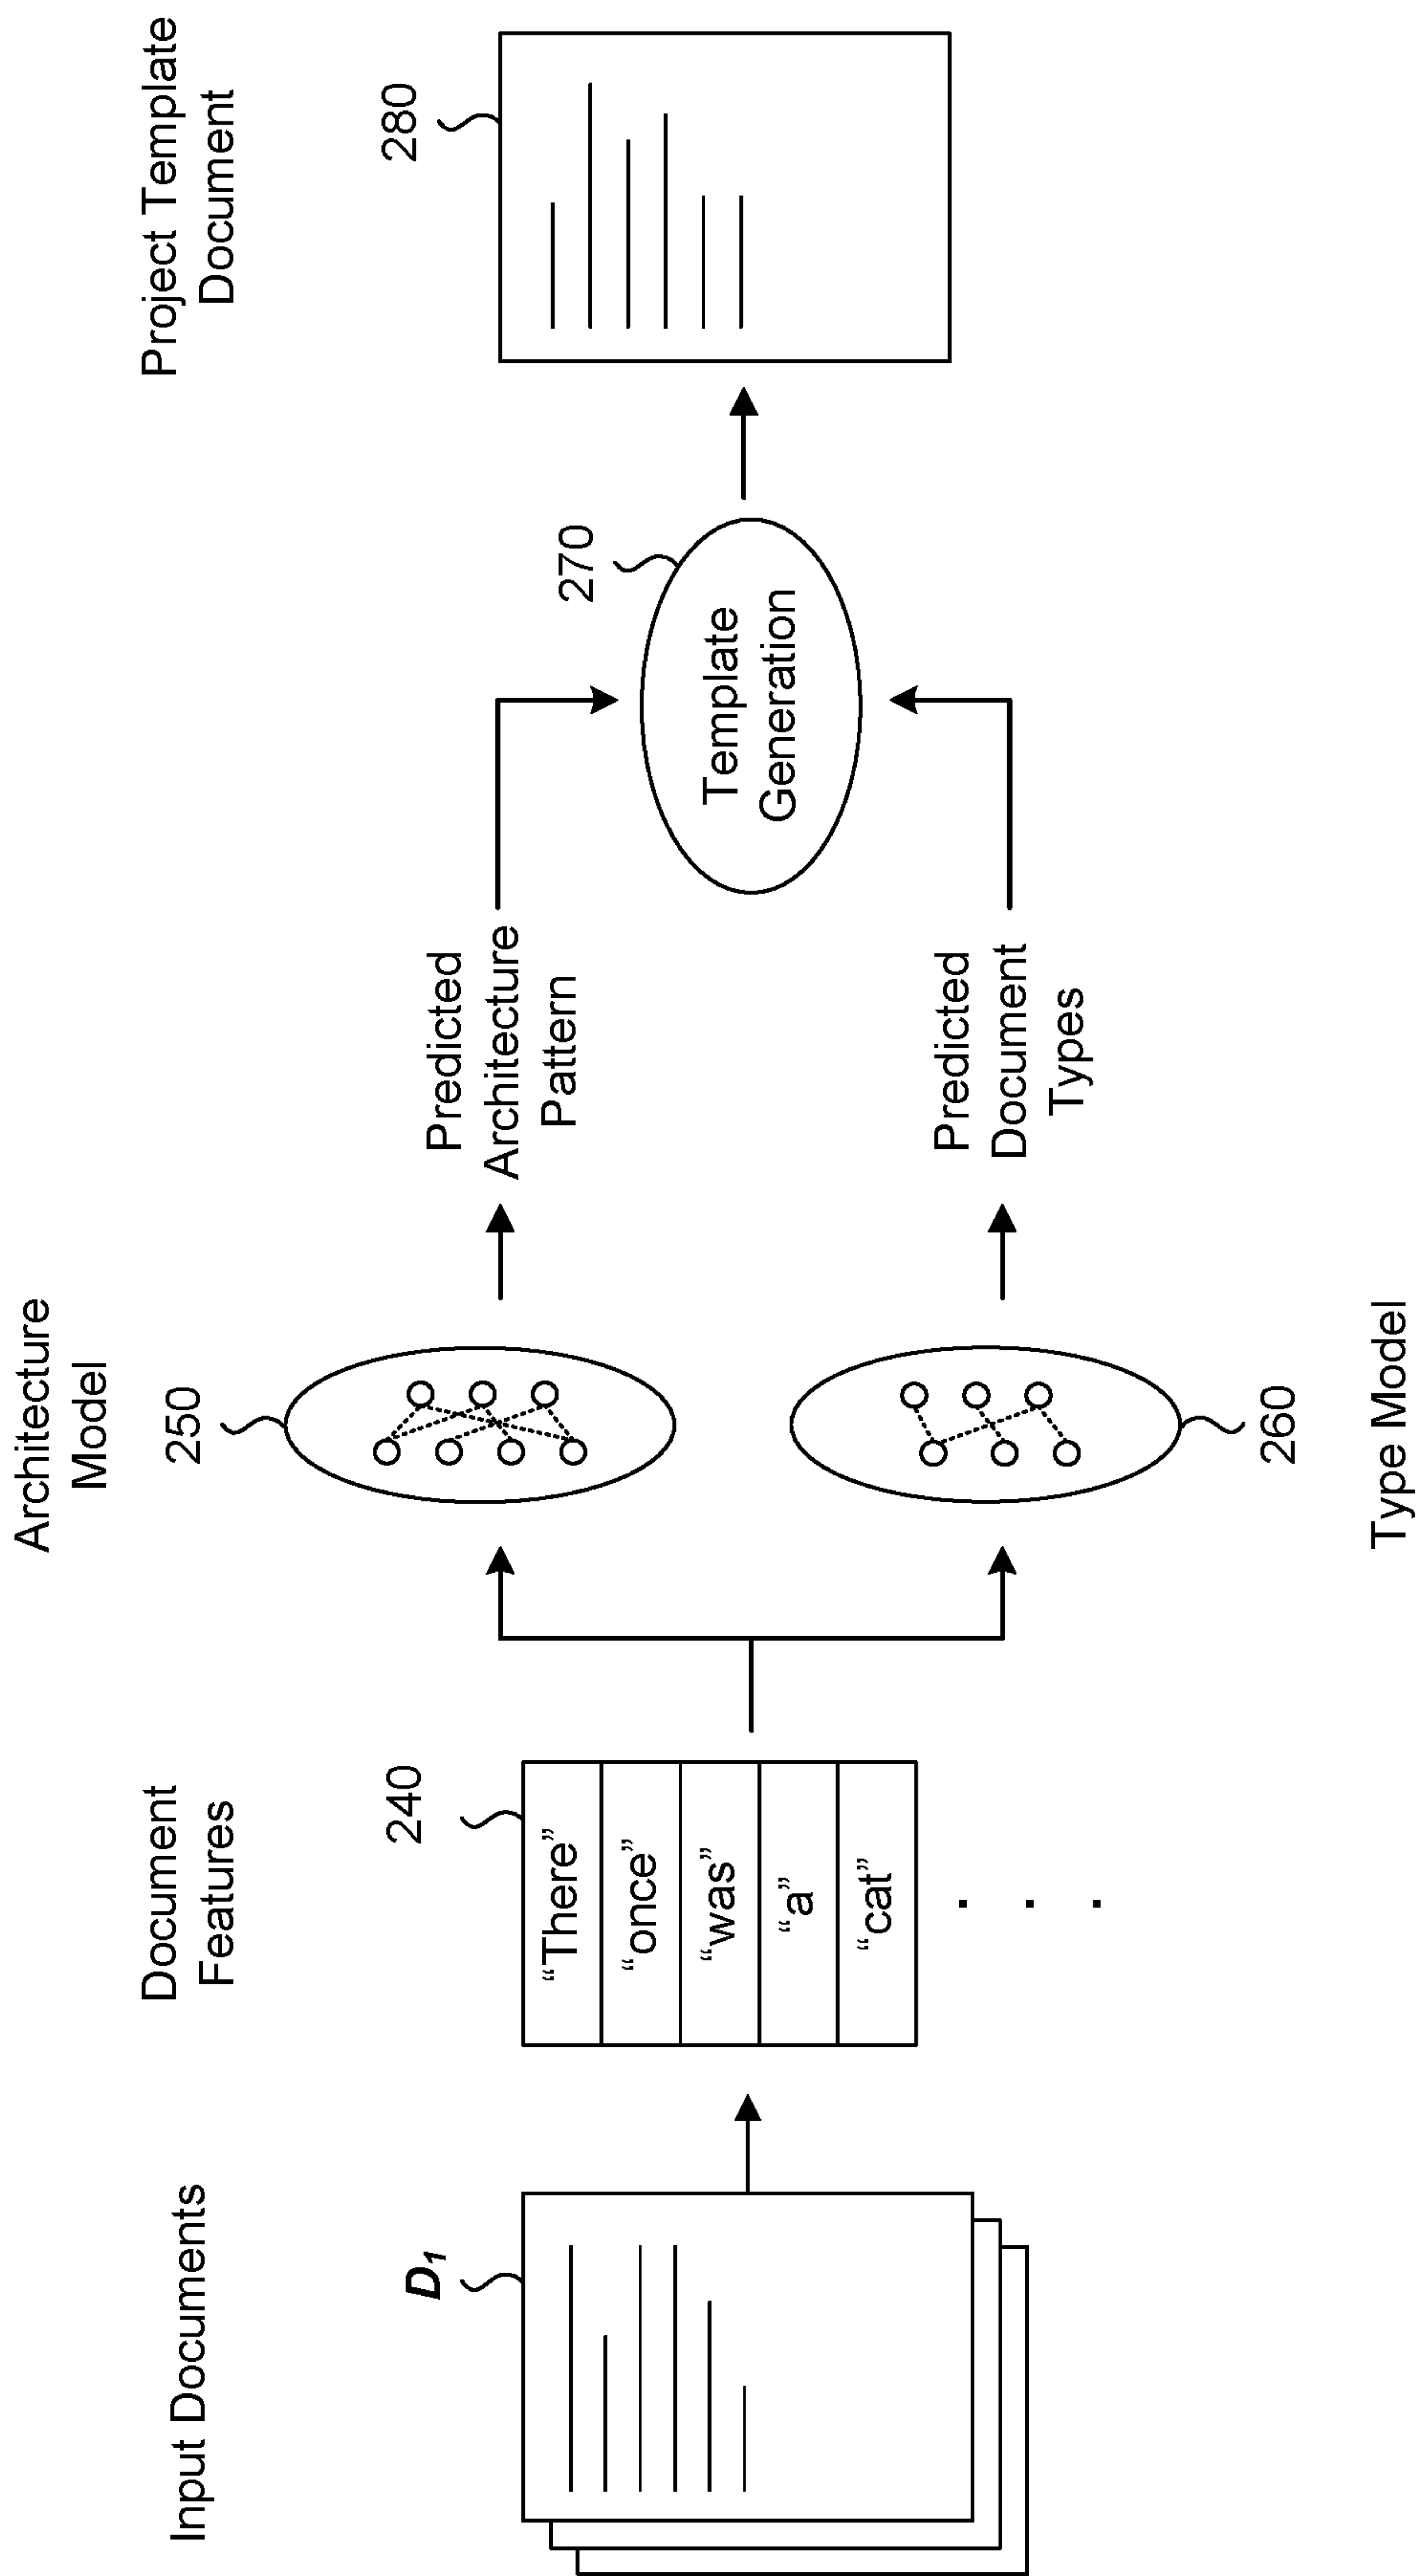 Input Documents
D1
Document
Features
240
“There”
“once”
“was”
“a”
“cat”
. . .
Architecture
Model
250
260
Type Model
Predicted
Architecture
Pattern
Predicted
Document
Types
270
Template
Generation
Project Template
Document
280